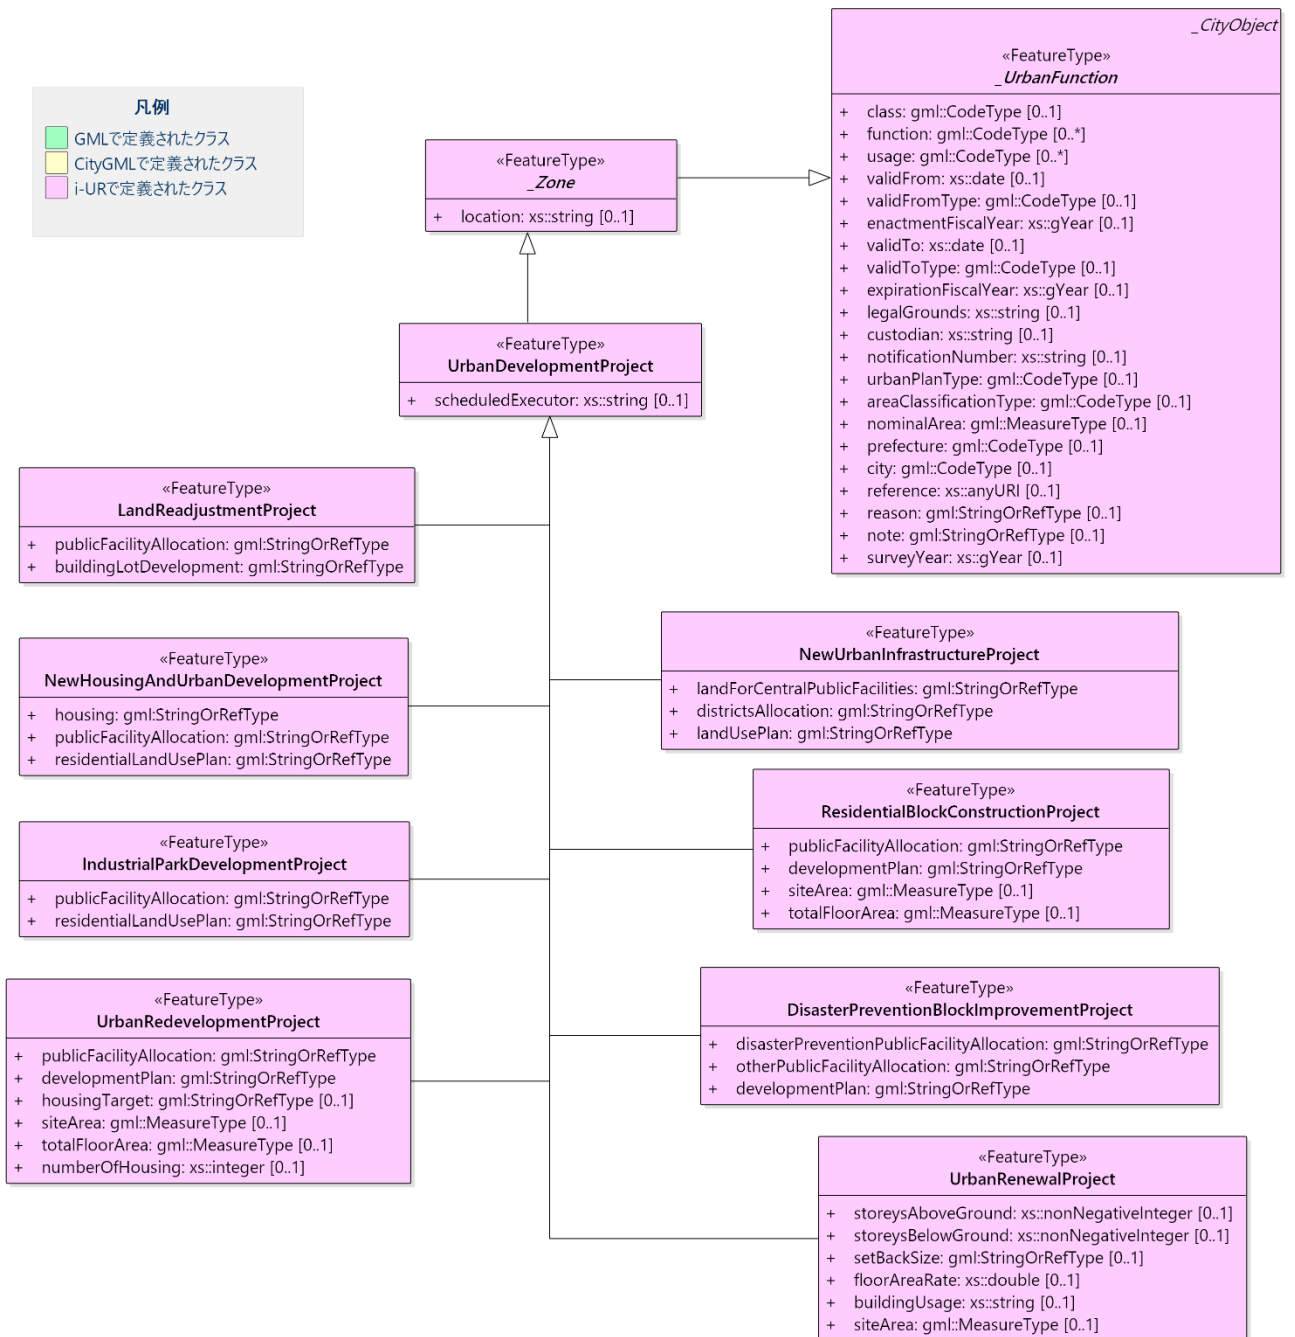 凡例
GMLで定義されたクラス
CityGMLで定義されたクラス
i-URで定義されたクラス
_CityObject
«FeatureType»
_UrbanFunction
+ class: gml::CodeType [0..1]
+ function: gml::CodeType [0..*]
+ usage: gml::CodeType [0..*]
+ validFrom: xs::date [0..1]
+ validFromType: gml::CodeType [0..1]
+ enactmentFiscalYear: xs::gYear [0..1]
+ validTo: xs::date [0..1]
+ validToType: gml::CodeType [0..1]
+ expirationFiscalYear: xs::gYear [0..1]
+ legalGrounds: xs::string [0..1]
+ custodian: xs::string [0..1]
+ notificationNumber: xs::string [0..1]
+ urbanPlanType: gml::CodeType [0..1]
+ areaClassificationType: gml::CodeType [0..1]
+ nominalArea: gml::MeasureType [0..1]
+ prefecture: gml::CodeType [0..1]
+ city: gml::CodeType [0..1]
+ reference: xs::anyURI [0..1]
+ reason: gml:StringOrRefType [0..1]
+ note: gml:StringOrRefType [0..1]
+ surveyYear: xs::gYear [0..1]
«FeatureType»
_Zone
+ location: xs::string [0..1]
«FeatureType»
UrbanDevelopmentProject
+ scheduledExecutor: xs::string [0..1]
«FeatureType»
LandReadjustmentProject
+ publicFacilityAllocation: gml:StringOrRefType
+ buildingLotDevelopment: gml:StringOrRefType
«FeatureType»
NewHousingAndUrbanDevelopmentProject
+ housing: gml:StringOrRefType
+ publicFacilityAllocation: gml:StringOrRefType
+ residentialLandUsePlan: gml:StringOrRefType
«FeatureType»
IndustrialParkDevelopmentProject
+ publicFacilityAllocation: gml:StringOrRefType
+ residentialLandUsePlan: gml:StringOrRefType
«FeatureType»
UrbanRedevelopmentProject
+ publicFacilityAllocation: gml:StringOrRefType
+ developmentPlan: gml:StringOrRefType
+ housingTarget: gml:StringOrRefType [0..1]
+ siteArea: gml::MeasureType [0..1]
+ totalFloorArea: gml::MeasureType [0..1]
+ numberOfHousing: xs::integer [0..1]
«FeatureType»
NewUrbanInfrastructureProject
+ landForCentralPublicFacilities: gml:StringOrRefType
+ districtsAllocation: gml:StringOrRefType
+ landUsePlan: gml:StringOrRefType
«FeatureType»
ResidentialBlockConstructionProject
+ publicFacilityAllocation: gml:StringOrRefType
+ developmentPlan: gml:StringOrRefType
+ siteArea: gml::MeasureType [0..1]
+ totalFloorArea: gml::MeasureType [0..1]
«FeatureType»
DisasterPreventionBlockImprovementProject
+ disasterPreventionPublicFacilityAllocation: gml:StringOrRefType
+ otherPublicFacilityAllocation: gml:StringOrRefType
+ developmentPlan: gml:StringOrRefType
«FeatureType»
UrbanRenewalProject
+ storeysAboveGround: xs::nonNegativeInteger [0..1]
+ storeysBelowGround: xs::nonNegativeInteger [0..1]
+ setBackSize: gml:StringOrRefType [0..1]
+ floorAreaRate: xs::double [0..1]
+ buildingUsage: xs::string [0..1]
+ siteArea: gml::MeasureType [0..1]